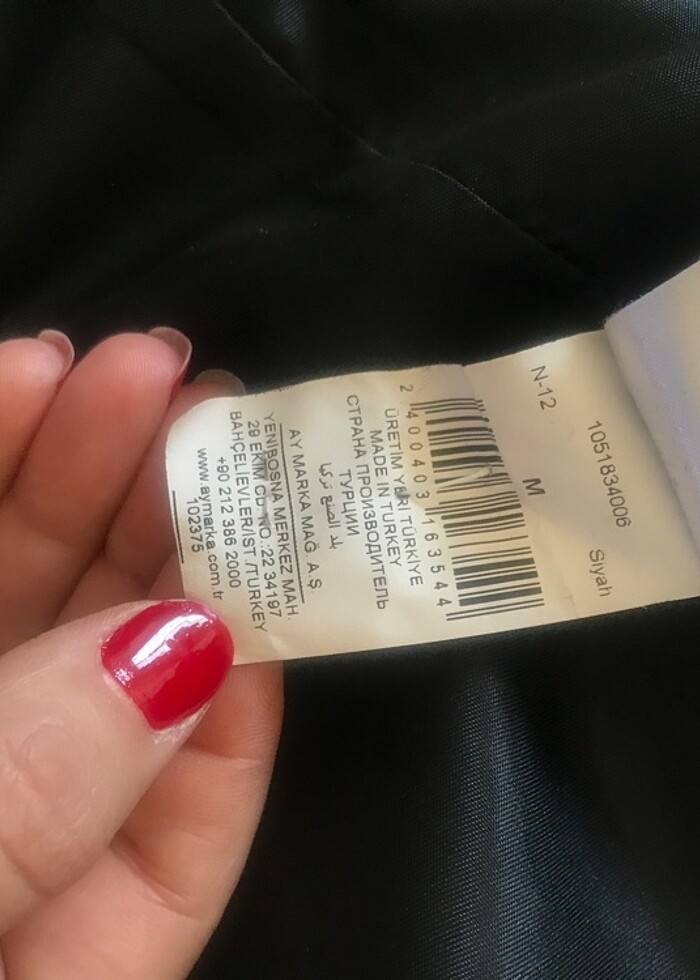 1051834006 Siyah
N-12 M
2 400403 163544
ÜRETİM YERİ TÜRKİYE
MADE IN TURKEY
СТРАНА ПРОИЗВОДИТЕЛЬ
ТУРЦИИ
بلد الصنع تركيا
AY MARKA MAĞ. A.Ş.
YENİBOSNA MERKEZ MAH.
29 EKİM CD. NO.:22 34197
BAHÇELİEVLER/İST./TURKEY
+90 212 386 2000
www.aymarka.com.tr
102375